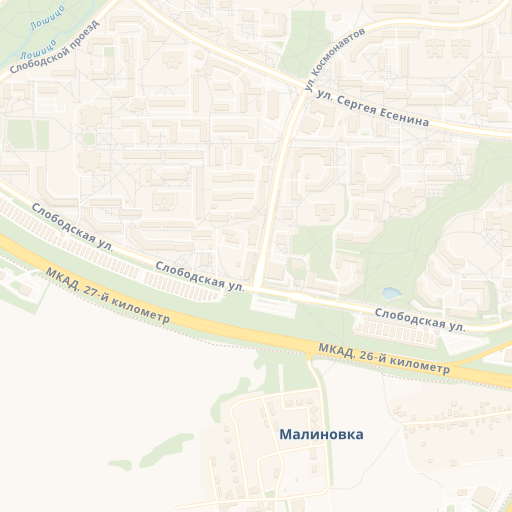 Лошица
Лошица
Слободской проезд
ул. Космонавтов
ул. Сергея Есенина
Слободская ул.
Слободская ул.
МКАД, 27-й километр
Слободская ул.
МКАД, 26-й километр
Малиновка